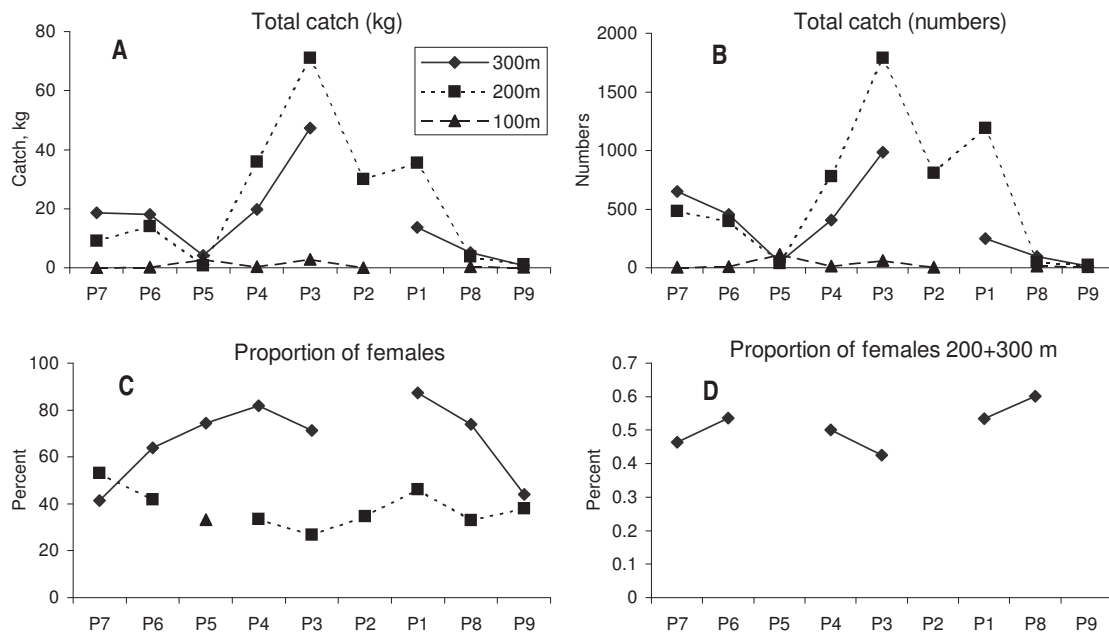 Total catch (kg)
A
Catch, kg
80
60
40
20
0
300m
200m
100m
P7 P6 P5 P4 P3 P2 P1 P8 P9
Total catch (numbers)
B
Numbers
2000
1500
1000
500
0
P7 P6 P5 P4 P3 P2 P1 P8 P9
Proportion of females
C
Percent
100
80
60
40
20
0
P7 P6 P5 P4 P3 P2 P1 P8 P9
Proportion of females 200+300 m
D
Percent
0.7
0.6
0.5
0.4
0.3
0.2
0.1
0
P7 P6 P5 P4 P3 P2 P1 P8 P9